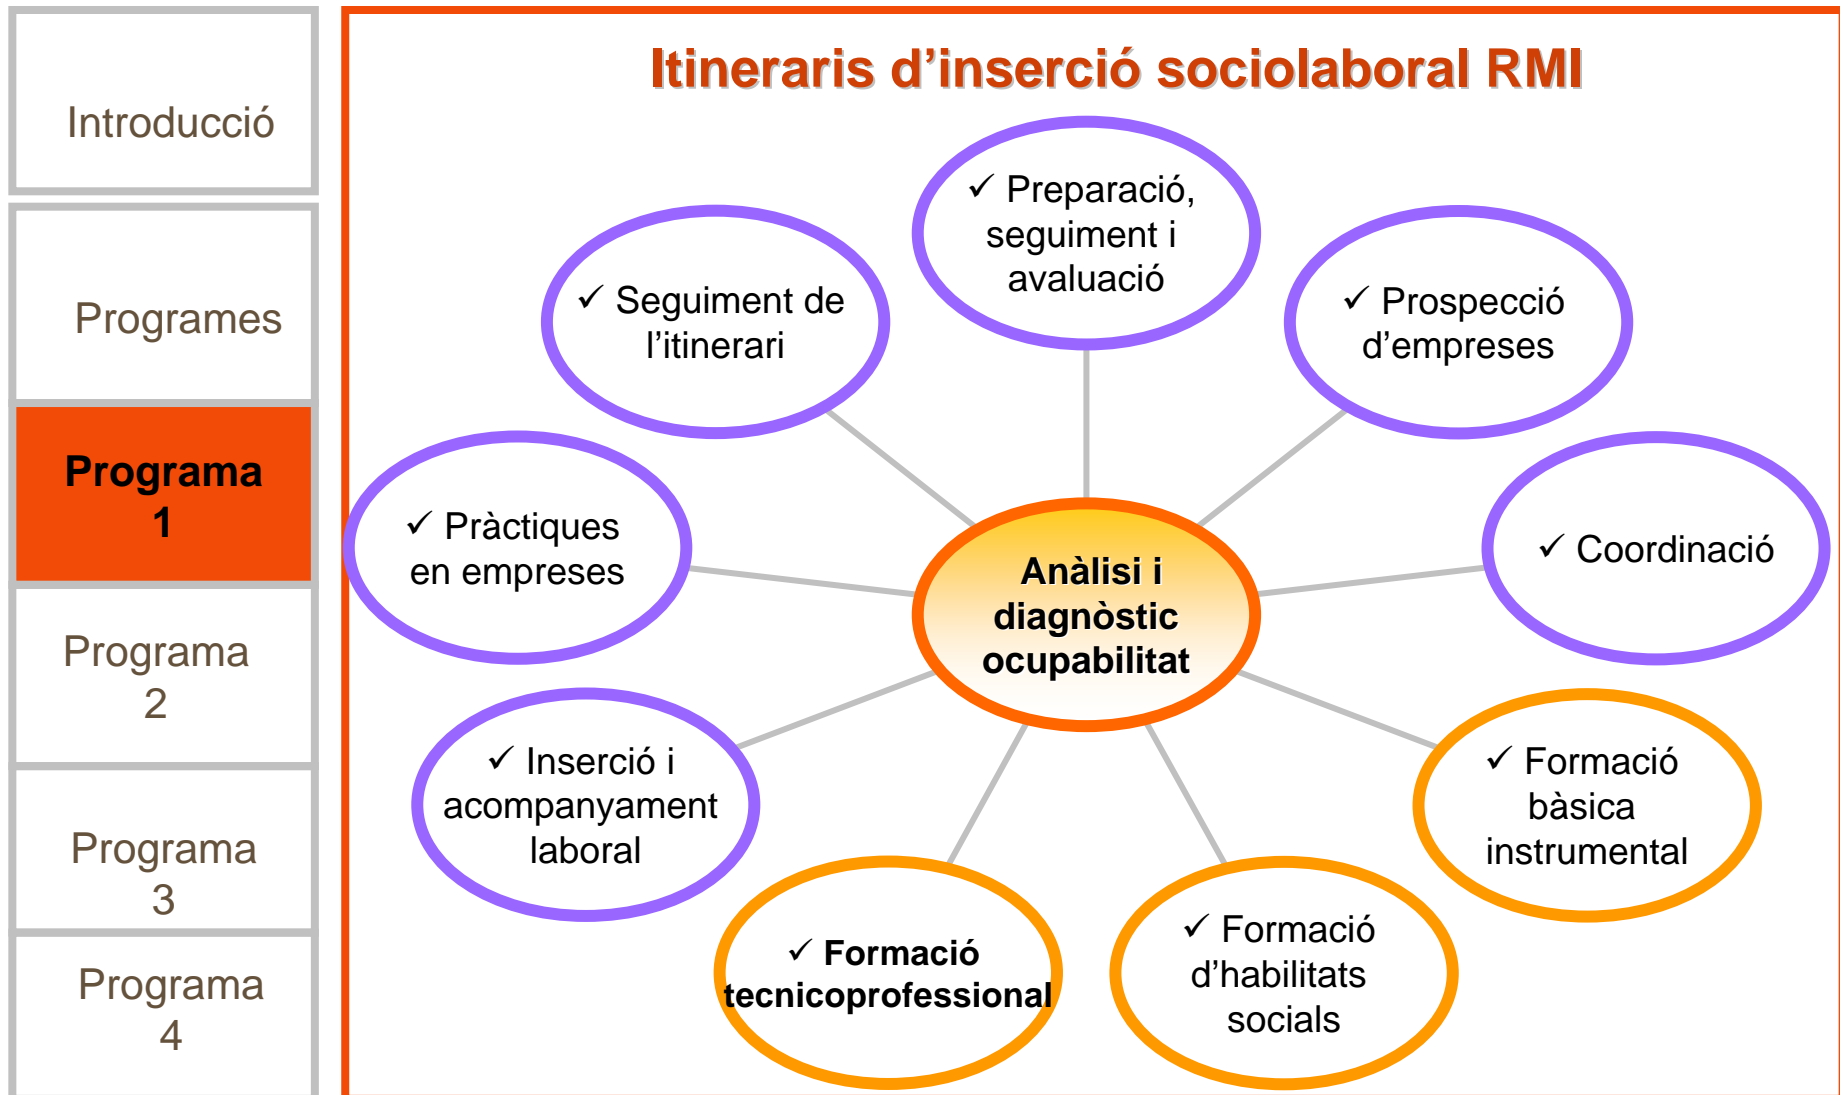 Introducció
Programes
Programa
1
Programa
2
Programa
3
Programa
4
Itineraris d’inserció sociolaboral RMI
✓ Preparació,
seguiment i
avaluació
✓ Seguiment de
l’itinerari
✓ Prospecció
d’empreses
✓ Pràctiques
en empreses
✓ Coordinació
Anàlisi i
diagnòstic
ocupabilitat
✓ Inserció i
acompanyament
laboral
✓ Formació
bàsica
instrumental
✓ Formació
tecnicoprofessional
✓ Formació
d’habilitats
socials